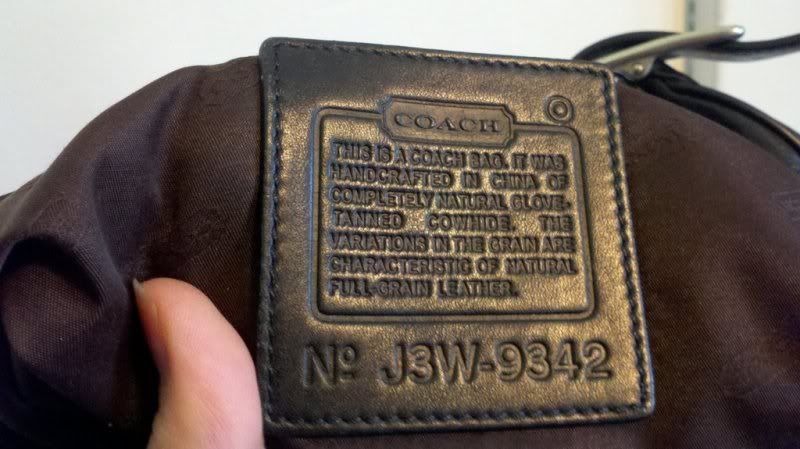 COACH
THIS IS A COACH BAG. IT WAS
HANDCRAFTED IN CHINA OF
COMPLETELY NATURAL GLOVE-
TANNED COWHIDE. THE
VARIATIONS IN THE GRAIN ARE
CHARACTERISTIC OF NATURAL
FULL-GRAIN LEATHER.
Nº J3W-9342